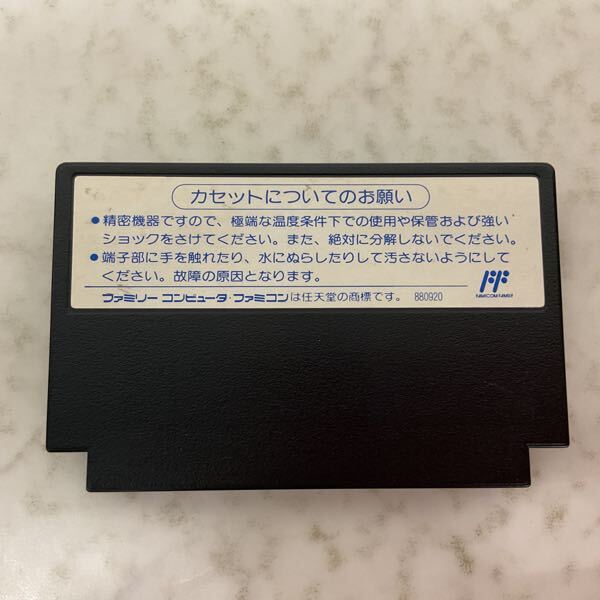 カセットについてのお願い
●精密機器ですので、極端な温度条件下での使用や保管および強い
ショックをさけてください。また、絶対に分解しないでください。
●端子部に手を触れたり、水にぬらしたりして汚さないようにして
ください。故障の原因となります。
FAMICOM FAMILY
ファミリー コンピュータ・ファミコンは任天堂の商標です。 880920